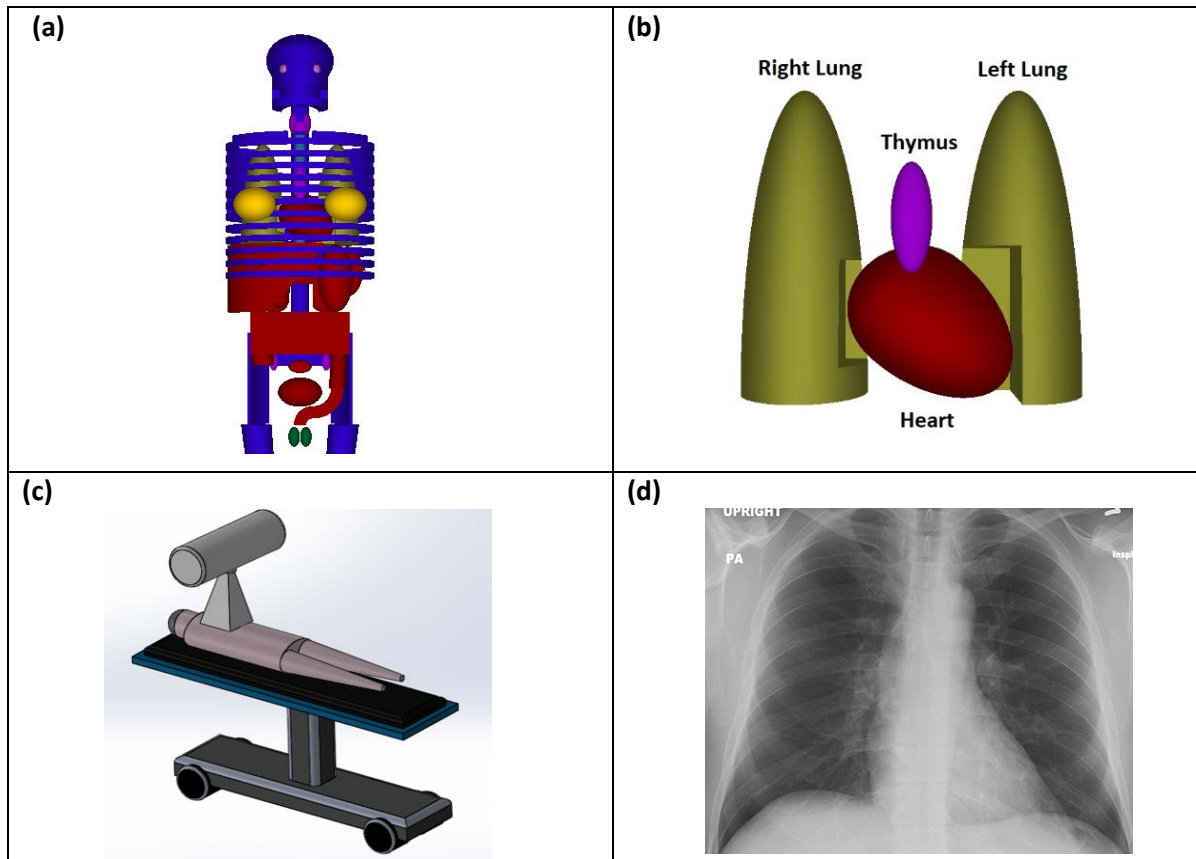 (a)
(b)
Right Lung
Left Lung
Thymus
Heart
(c)
(d)
UPRIGHT
PA